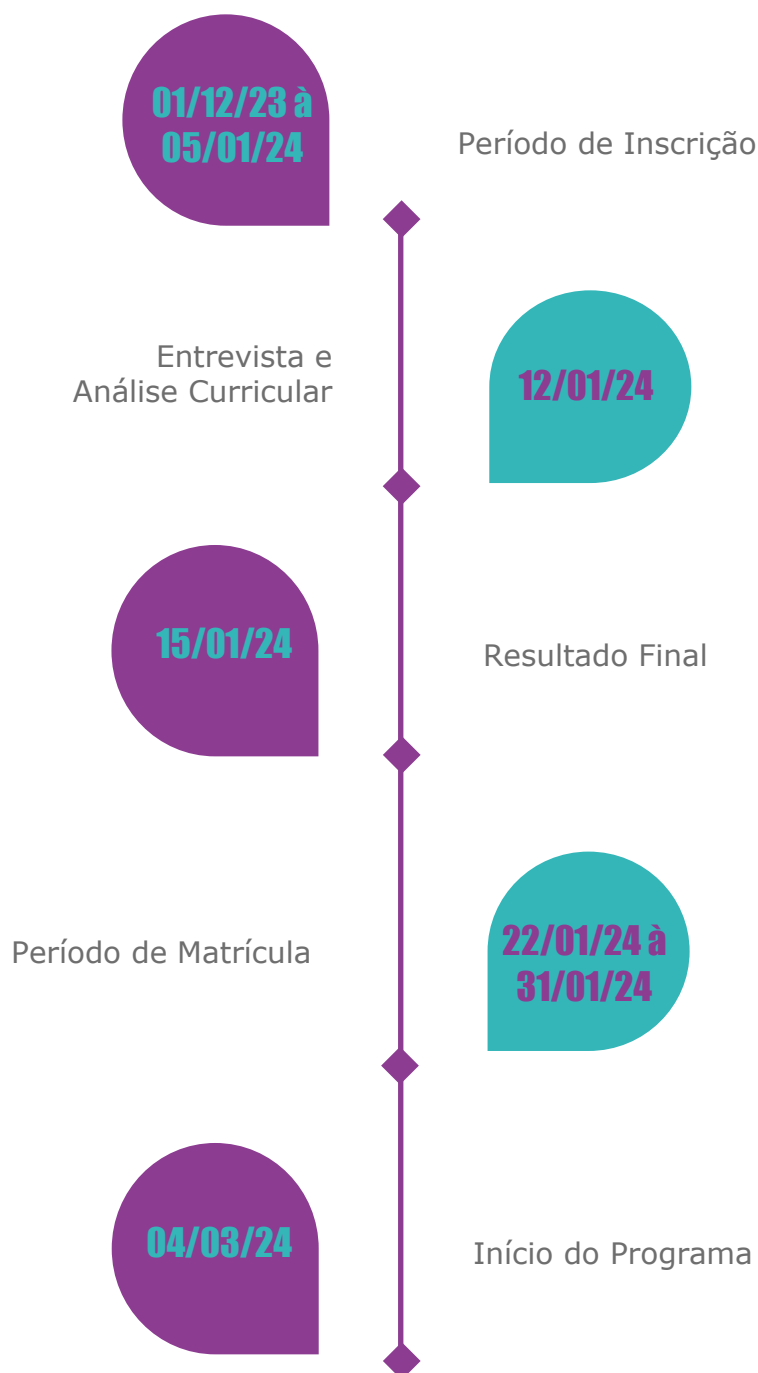 01/12/23 à
05/01/24
Período de Inscrição
Entrevista e
Análise Curricular
12/01/24
15/01/24
Resultado Final
Período de Matrícula
22/01/24 à
31/01/24
04/03/24
Início do Programa